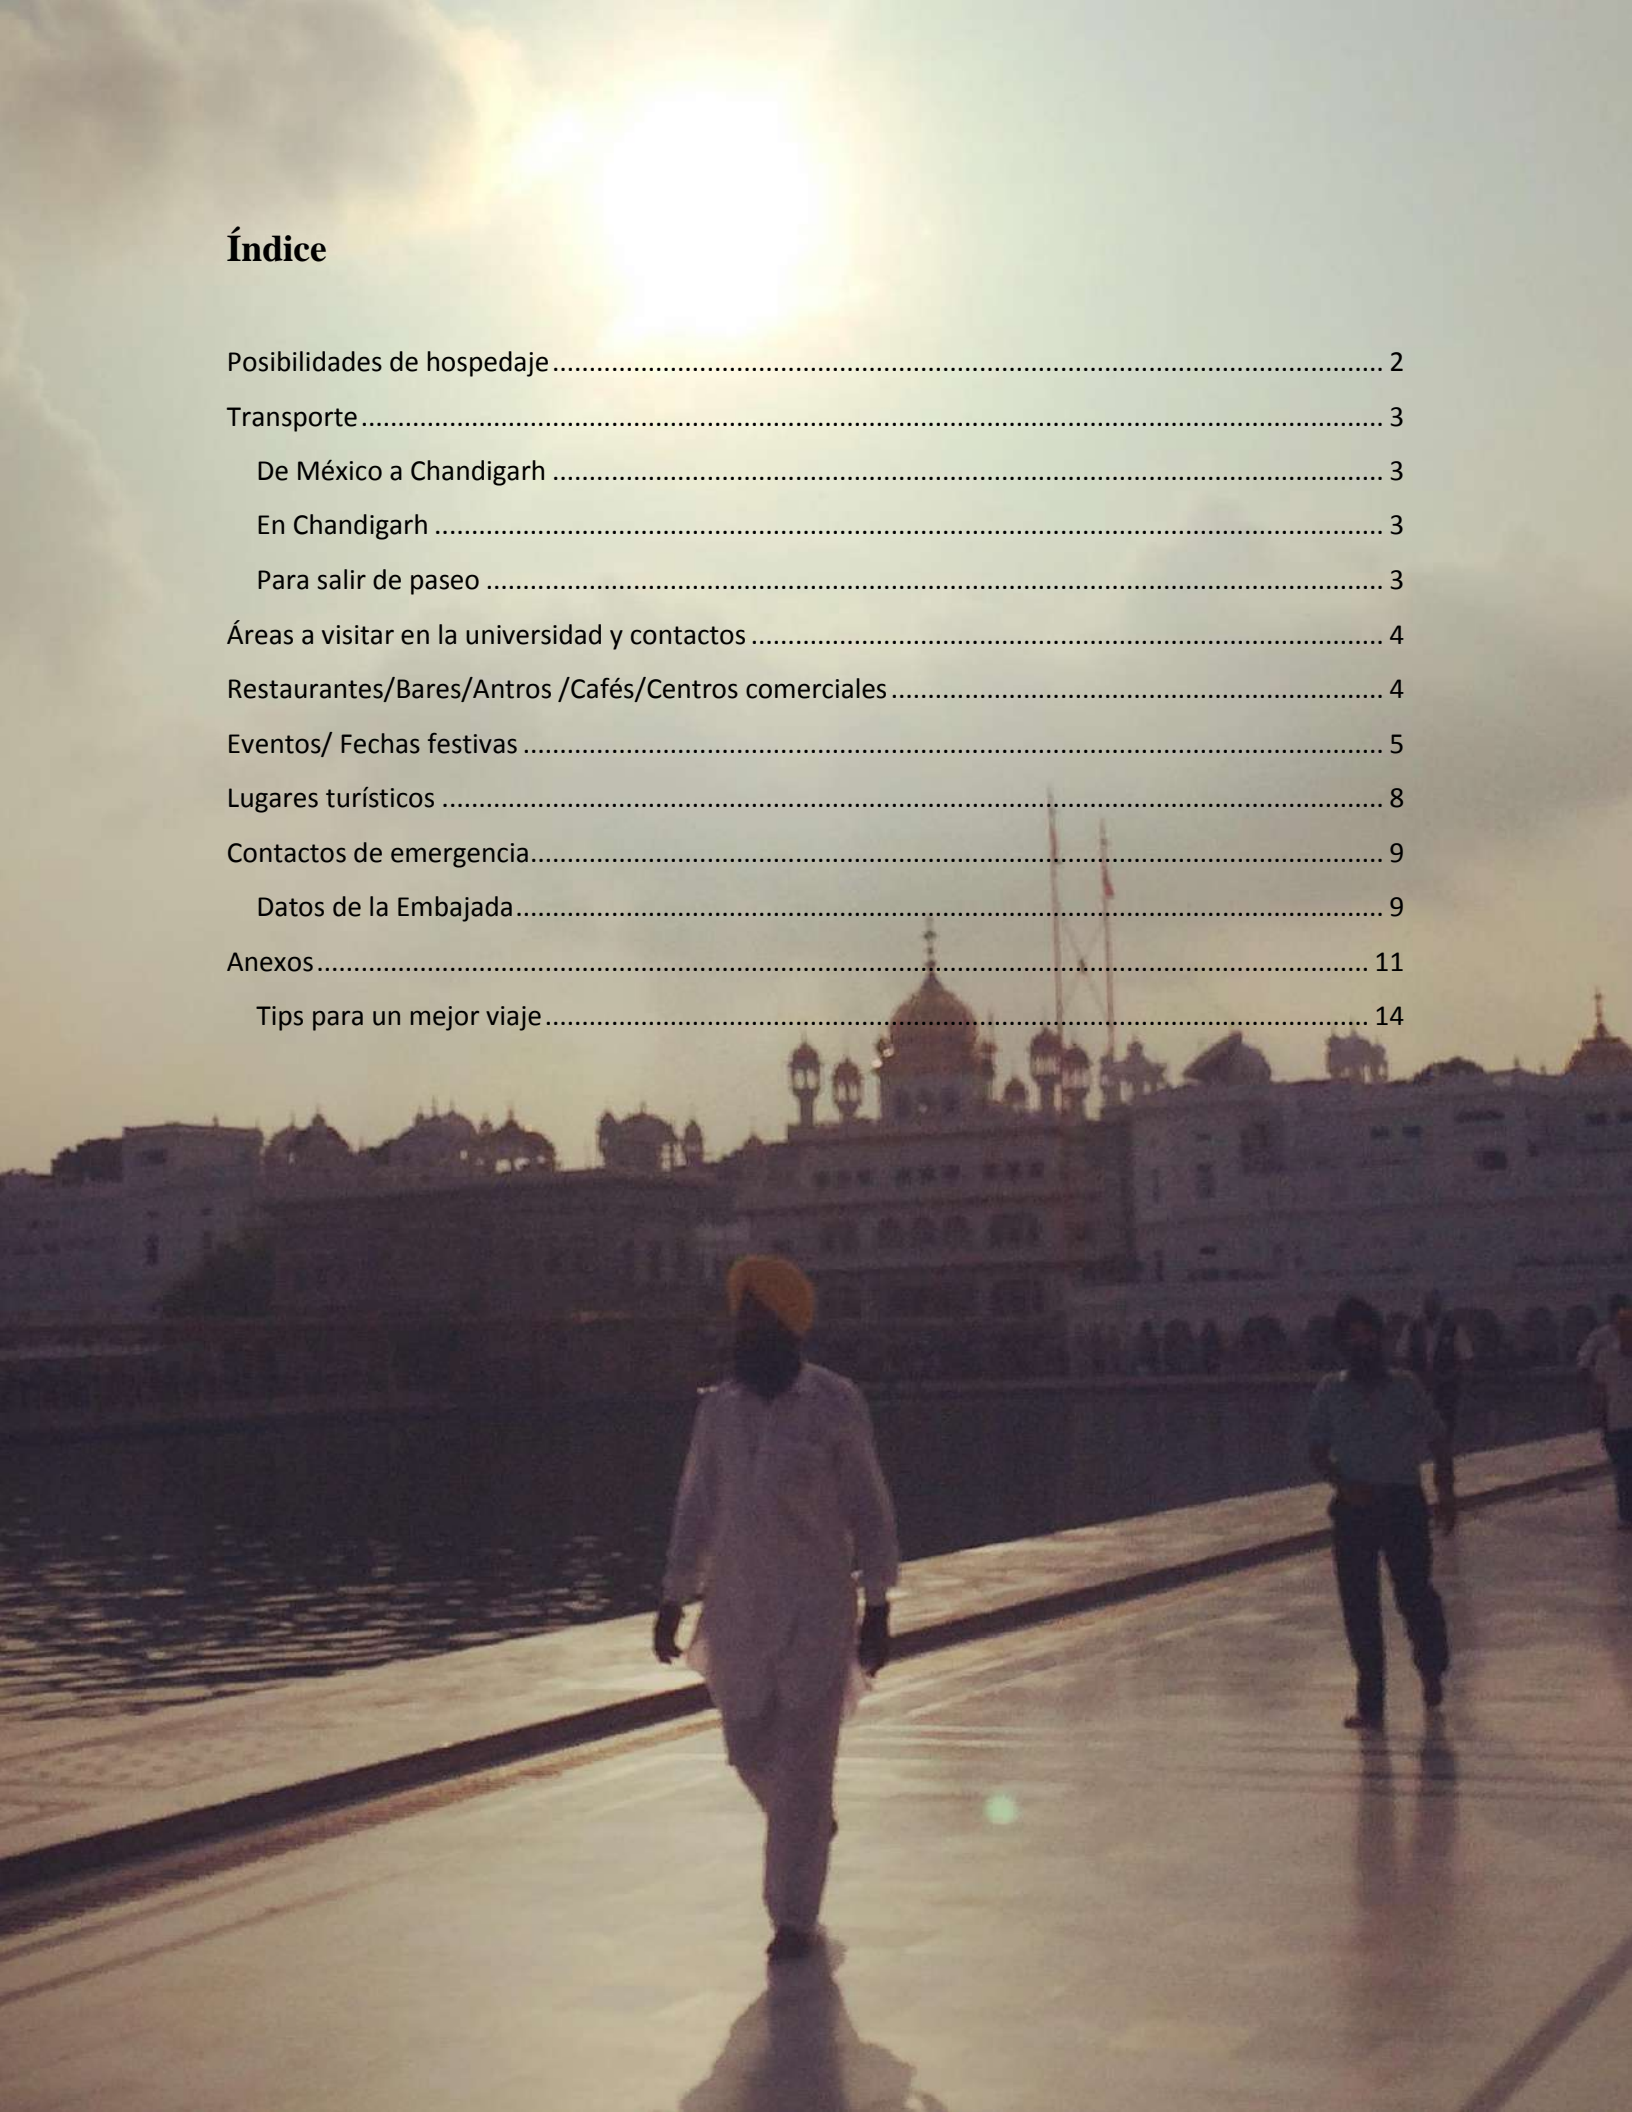 Índice
Posibilidades de hospedaje........................................................ 2
Transporte........................................................ 3
De México a Chandigarh ........................................................ 3
En Chandigarh ........................................................ 3
Para salir de paseo ........................................................ 3
Áreas a visitar en la universidad y contactos ........................................................ 4
Restaurantes/Bares/Antros /Cafés/Centros comerciales ........................................................ 4
Eventos/ Fechas festivas ........................................................ 5
Lugares turísticos ........................................................ 8
Contactos de emergencia........................................................ 9
Datos de la Embajada........................................................ 9
Anexos........................................................ 11
Tips para un mejor viaje........................................................ 14